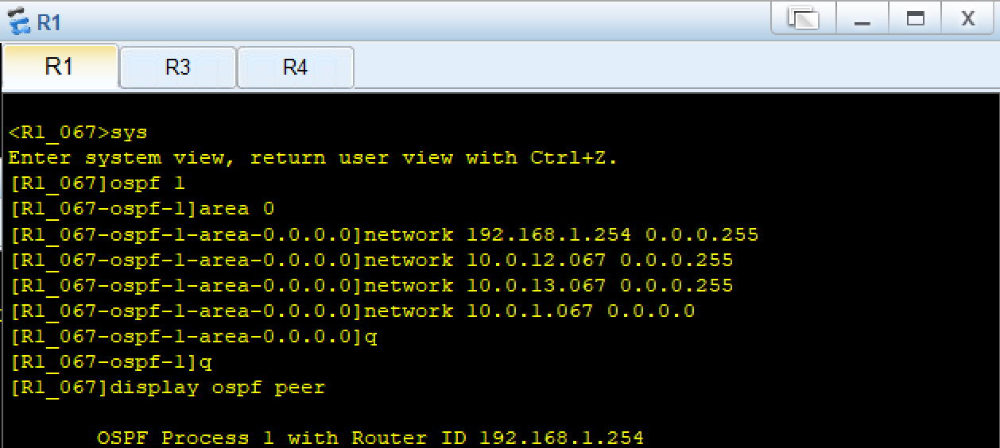 R1
X
R1
R3
R4
<R1_067>sys
Enter system view, return user view with Ctrl+Z.
[R1_067]ospf 1
[R1_067-ospf-1]area 0
[R1_067-ospf-1-area-0.0.0.0]network 192.168.1.254 0.0.0.255
[R1_067-ospf-1-area-0.0.0.0]network 10.0.12.067 0.0.0.255
[R1_067-ospf-1-area-0.0.0.0]network 10.0.13.067 0.0.0.255
[R1_067-ospf-1-area-0.0.0.0]network 10.0.1.067 0.0.0.0
[R1_067-ospf-1-area-0.0.0.0]q
[R1_067-ospf-1]q
[R1_067]display ospf peer
OSPF Process 1 with Router ID 192.168.1.254